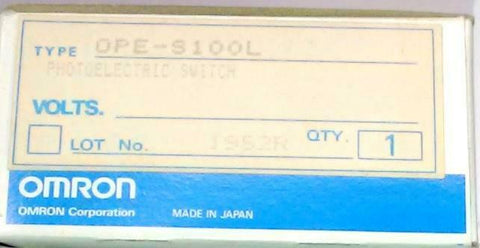 TYPE OPE-S100L
PHOTOELECTRIC SWITCH
VOLTS.
LOT No. 1952R QTY. 1
OMRON
OMRON Corporation MADE IN JAPAN